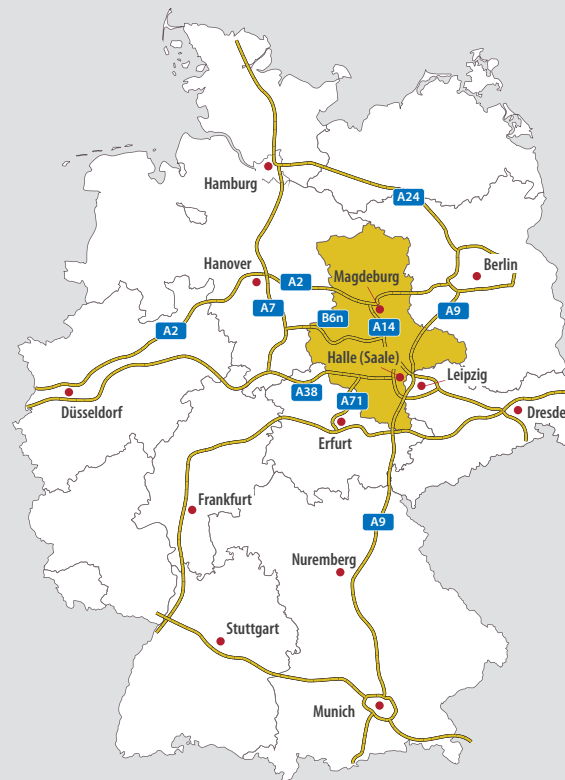 Hamburg
A24
Hanover
A2
Magdeburg
Berlin
A7
B6n
A9
A2
A14
Halle (Saale)
Leipzig
Düsseldorf
A38
A71
Dresde
Erfurt
Frankfurt
A9
Nuremberg
Stuttgart
Munich